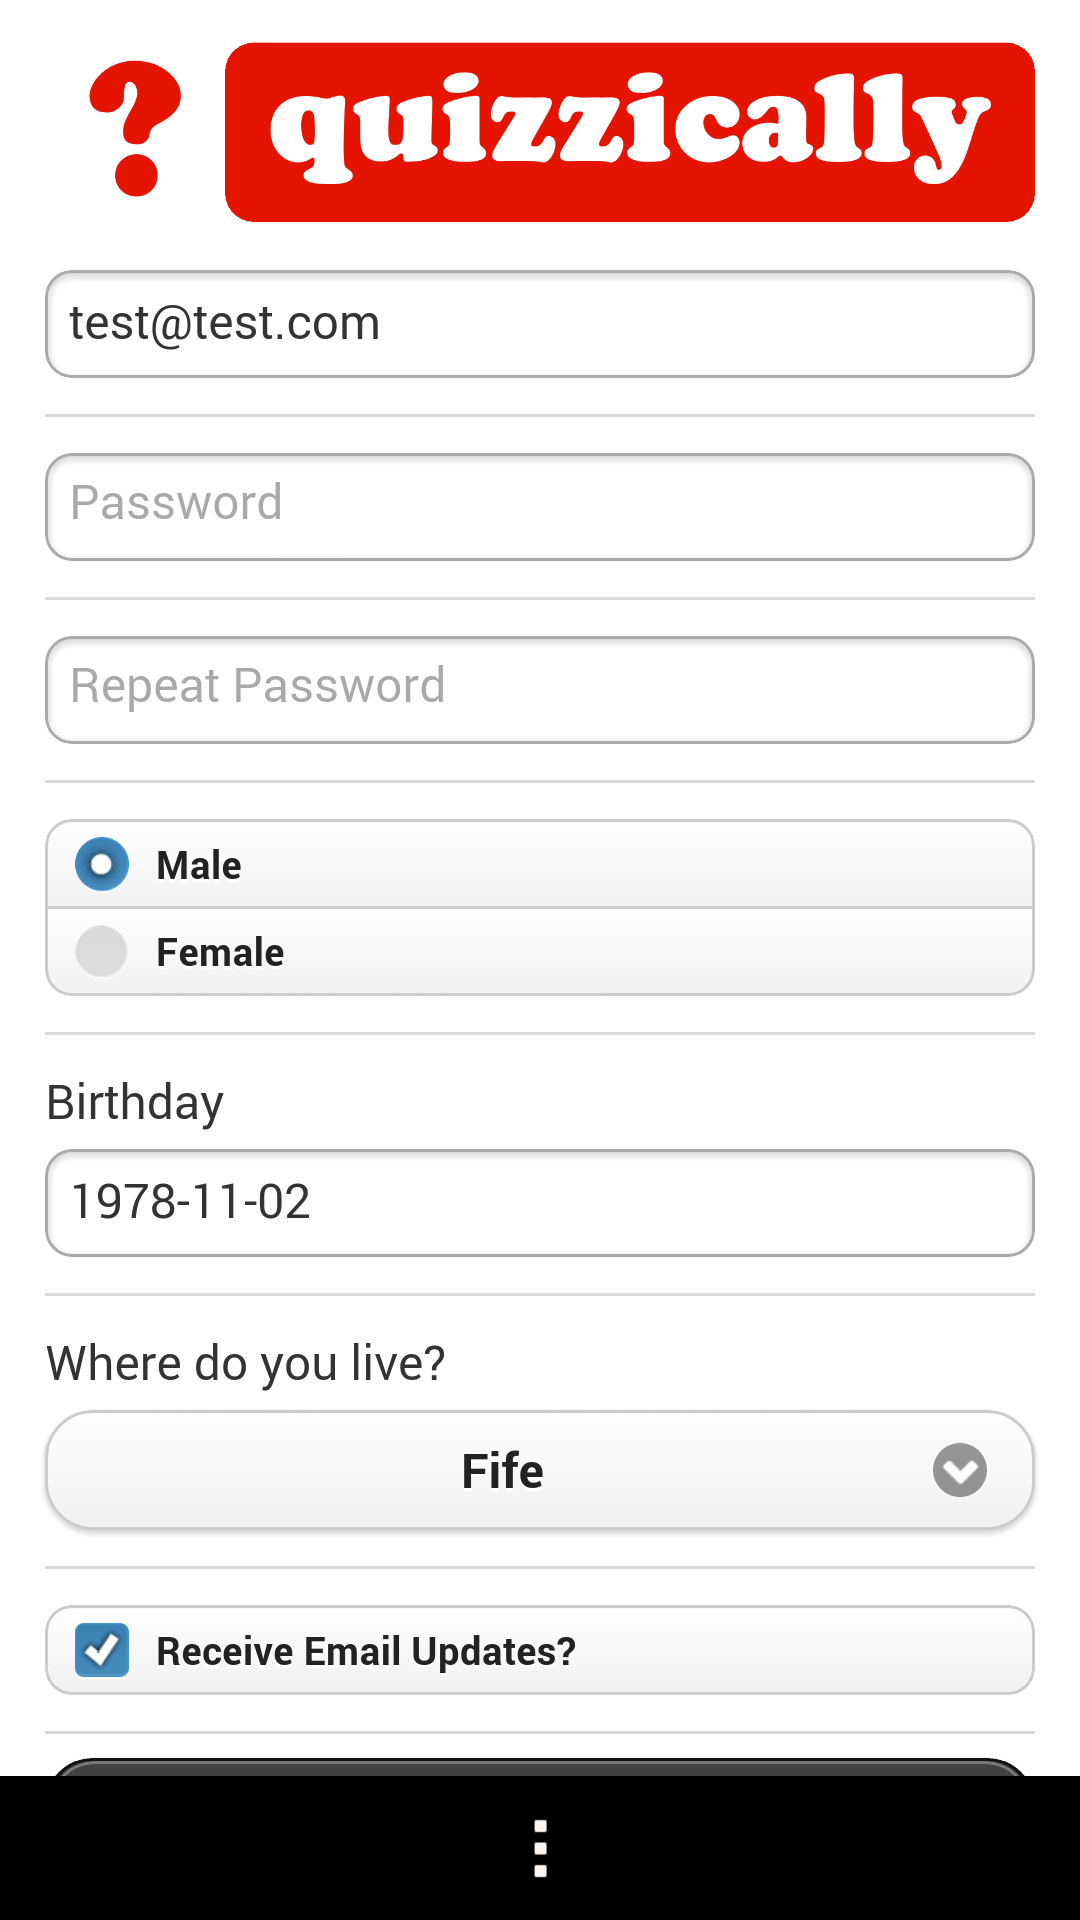 ? quizzically
test@test.com
Password
Repeat Password
Male
Female
Birthday
1978-11-02
Where do you live?
Fife
Receive Email Updates?